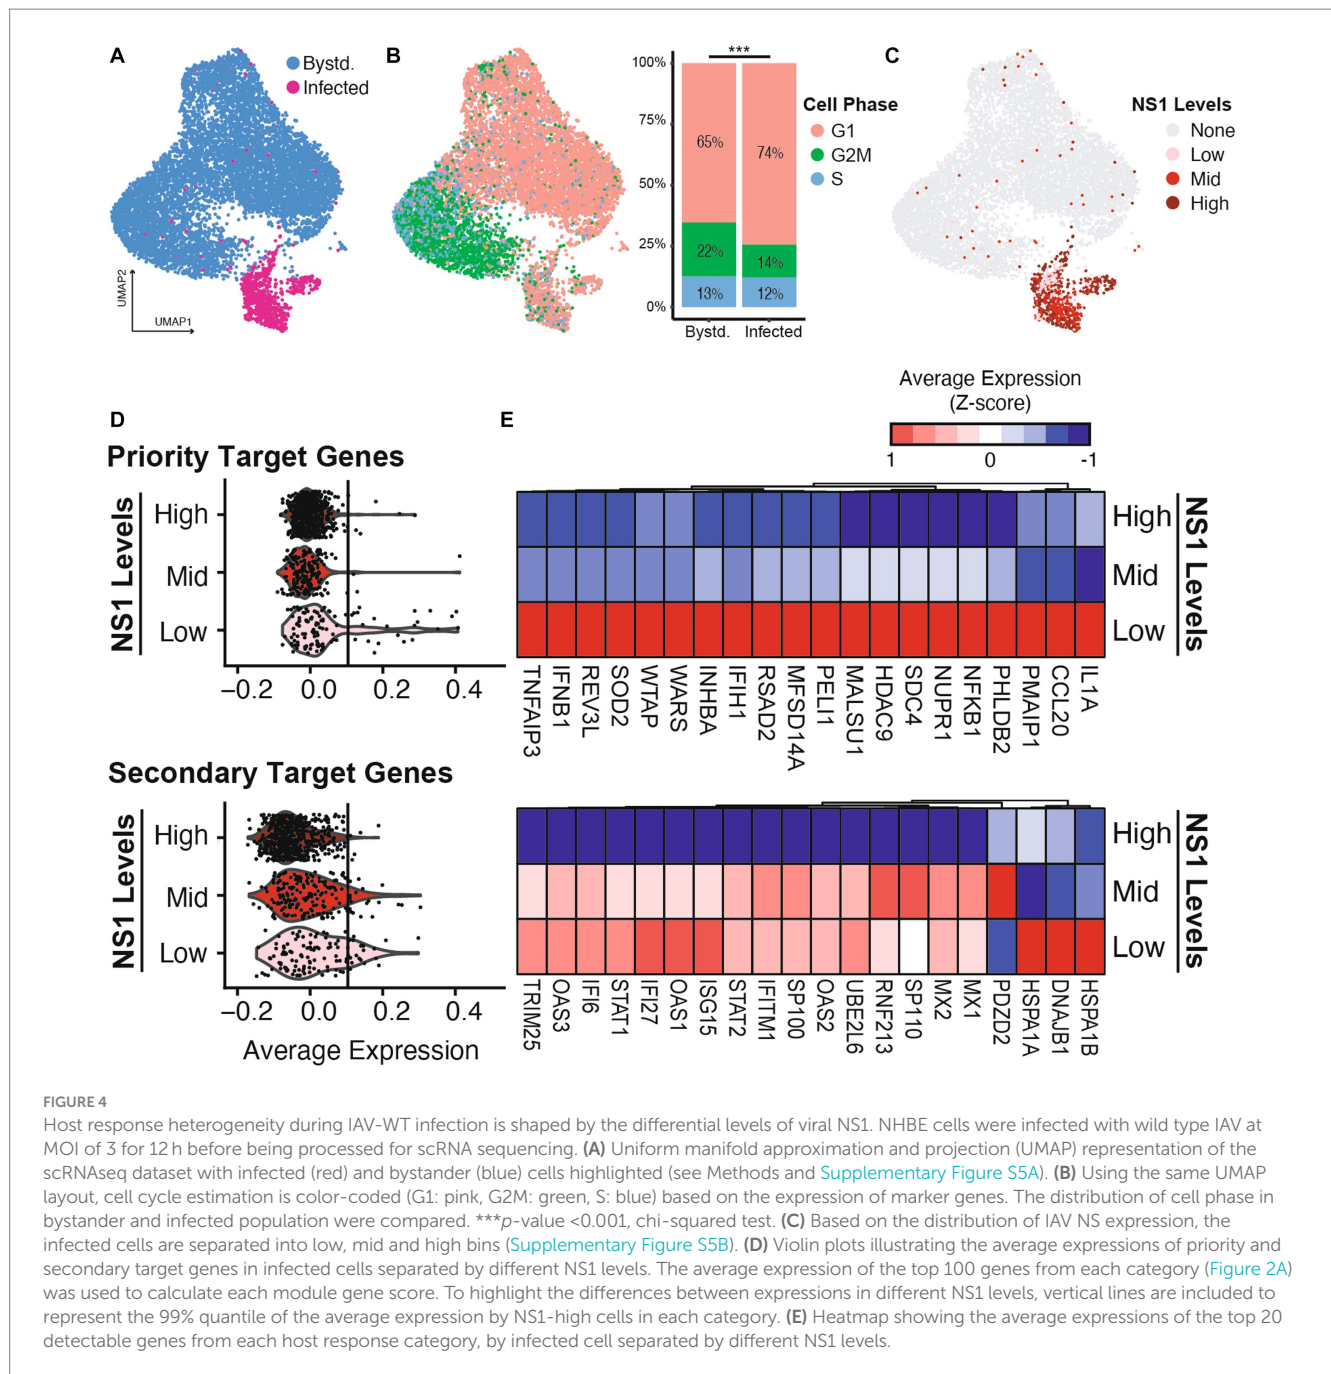 A
Bystd.
Infected
UMAP2
UMAP1
B
***
100%
75%
50%
25%
0%
65%
22%
13%
74%
14%
12%
Bystd.
Infected
Cell Phase
G1
G2M
S
C
NS1 Levels
None
Low
Mid
High
D
Priority Target Genes
NS1 Levels
High
Mid
Low
−0.2 0.0 0.2 0.4
Secondary Target Genes
NS1 Levels
High
Mid
Low
−0.2 0.0 0.2 0.4
Average Expression
E
Average Expression
(Z-score)
1 0 -1
High
Mid
Low
NS1 Levels
TNFAIP3
IFNB1
REV3L
SOD2
WTAP
WARS
INHBA
IFIH1
RSAD2
MFSD14A
PELI1
MALSU1
HDAC9
SDC4
NUPR1
NFKB1
PHLDB2
PMAIP1
CCL20
IL1A
High
Mid
Low
NS1 Levels
TRIM25
OAS3
IFI6
STAT1
IFI27
OAS1
ISG15
STAT2
IFITM1
SP100
OAS2
UBE2L6
RNF213
SP110
MX2
MX1
PDZD2
HSPA1A
DNAJB1
HSPA1B
FIGURE 4
Host response heterogeneity during IAV-WT infection is shaped by the differential levels of viral NS1. NHBE cells were infected with wild type IAV at
MOI of 3 for 12 h before being processed for scRNA sequencing. (A) Uniform manifold approximation and projection (UMAP) representation of the
scRNAseq dataset with infected (red) and bystander (blue) cells highlighted (see Methods and Supplementary Figure S5A). (B) Using the same UMAP
layout, cell cycle estimation is color-coded (G1: pink, G2M: green, S: blue) based on the expression of marker genes. The distribution of cell phase in
bystander and infected population were compared. ***p-value <0.001, chi-squared test. (C) Based on the distribution of IAV NS expression, the
infected cells are separated into low, mid and high bins (Supplementary Figure S5B). (D) Violin plots illustrating the average expressions of priority and
secondary target genes in infected cells separated by different NS1 levels. The average expression of the top 100 genes from each category (Figure 2A)
was used to calculate each module gene score. To highlight the differences between expressions in different NS1 levels, vertical lines are included to
represent the 99% quantile of the average expression by NS1-high cells in each category. (E) Heatmap showing the average expressions of the top 20
detectable genes from each host response category, by infected cell separated by different NS1 levels.